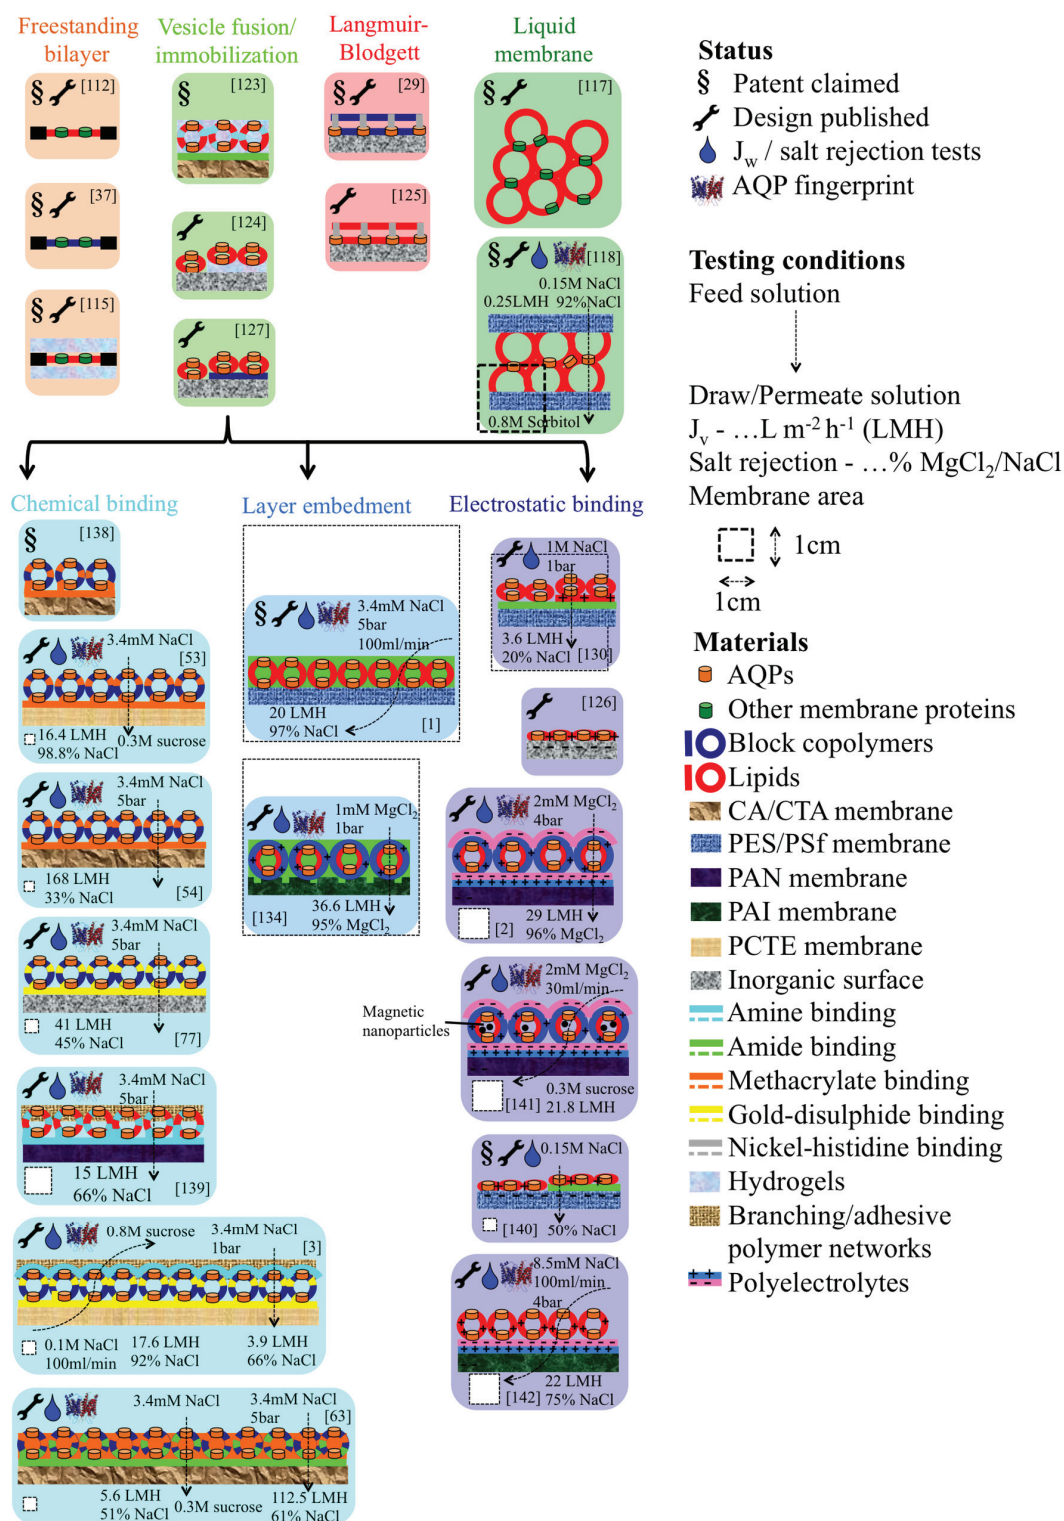 Freestanding
bilayer
§ [112]
§ [37]
§ [115]
Vesicle fusion/
immobilization
§ [123]
[124]
[127]
Langmuir-
Blodgett
§ [29]
[125]
Liquid
membrane
§ [117]
§ [118]
0.15M NaCl
0.25LMH 92%NaCl
0.8M Sorbitol
Chemical binding
§ [138]
3.4mM NaCl
[53]
16.4 LMH
98.8% NaCl
0.3M sucrose
3.4mM NaCl
5bar
168 LMH
33% NaCl
[54]
3.4mM NaCl
5bar
41 LMH
45% NaCl
[77]
3.4mM NaCl
5bar
15 LMH
66% NaCl
[139]
0.8M sucrose
3.4mM NaCl
1bar
[3]
0.1M NaCl
100ml/min
17.6 LMH
92% NaCl
3.9 LMH
66% NaCl
3.4mM NaCl
3.4mM NaCl
5bar
[63]
5.6 LMH
51% NaCl
0.3M sucrose
112.5 LMH
61% NaCl
Layer embedment
§ 3.4mM NaCl
5bar
100ml/min
20 LMH
97% NaCl
[1]
1mM MgCl₂
1bar
[134]
36.6 LMH
95% MgCl₂
Electrostatic binding
1M NaCl
1bar
+ + + +
3.6 LMH
20% NaCl
[130]
[126]
+ + +
- - - -
2mM MgCl₂
4bar
[2]
29 LMH
96% MgCl₂
2mM MgCl₂
30ml/min
Magnetic
nanoparticles
0.3M sucrose
[141] 21.8 LMH
§ 0.15M NaCl
[140] 50% NaCl
8.5mM NaCl
100ml/min
4bar
22 LMH
[142] 75% NaCl
Status
§ Patent claimed
Design published
J_w / salt rejection tests
AQP fingerprint
Testing conditions
Feed solution
Draw/Permeate solution
J_v - …L m⁻² h⁻¹ (LMH)
Salt rejection - …% MgCl₂/NaCl
Membrane area
1cm
1cm
Materials
AQPs
Other membrane proteins
Block copolymers
Lipids
CA/CTA membrane
PES/PSf membrane
PAN membrane
PAI membrane
PCTE membrane
Inorganic surface
Amine binding
Amide binding
Methacrylate binding
Gold-disulphide binding
Nickel-histidine binding
Hydrogels
Branching/adhesive
polymer networks
Polyelectrolytes